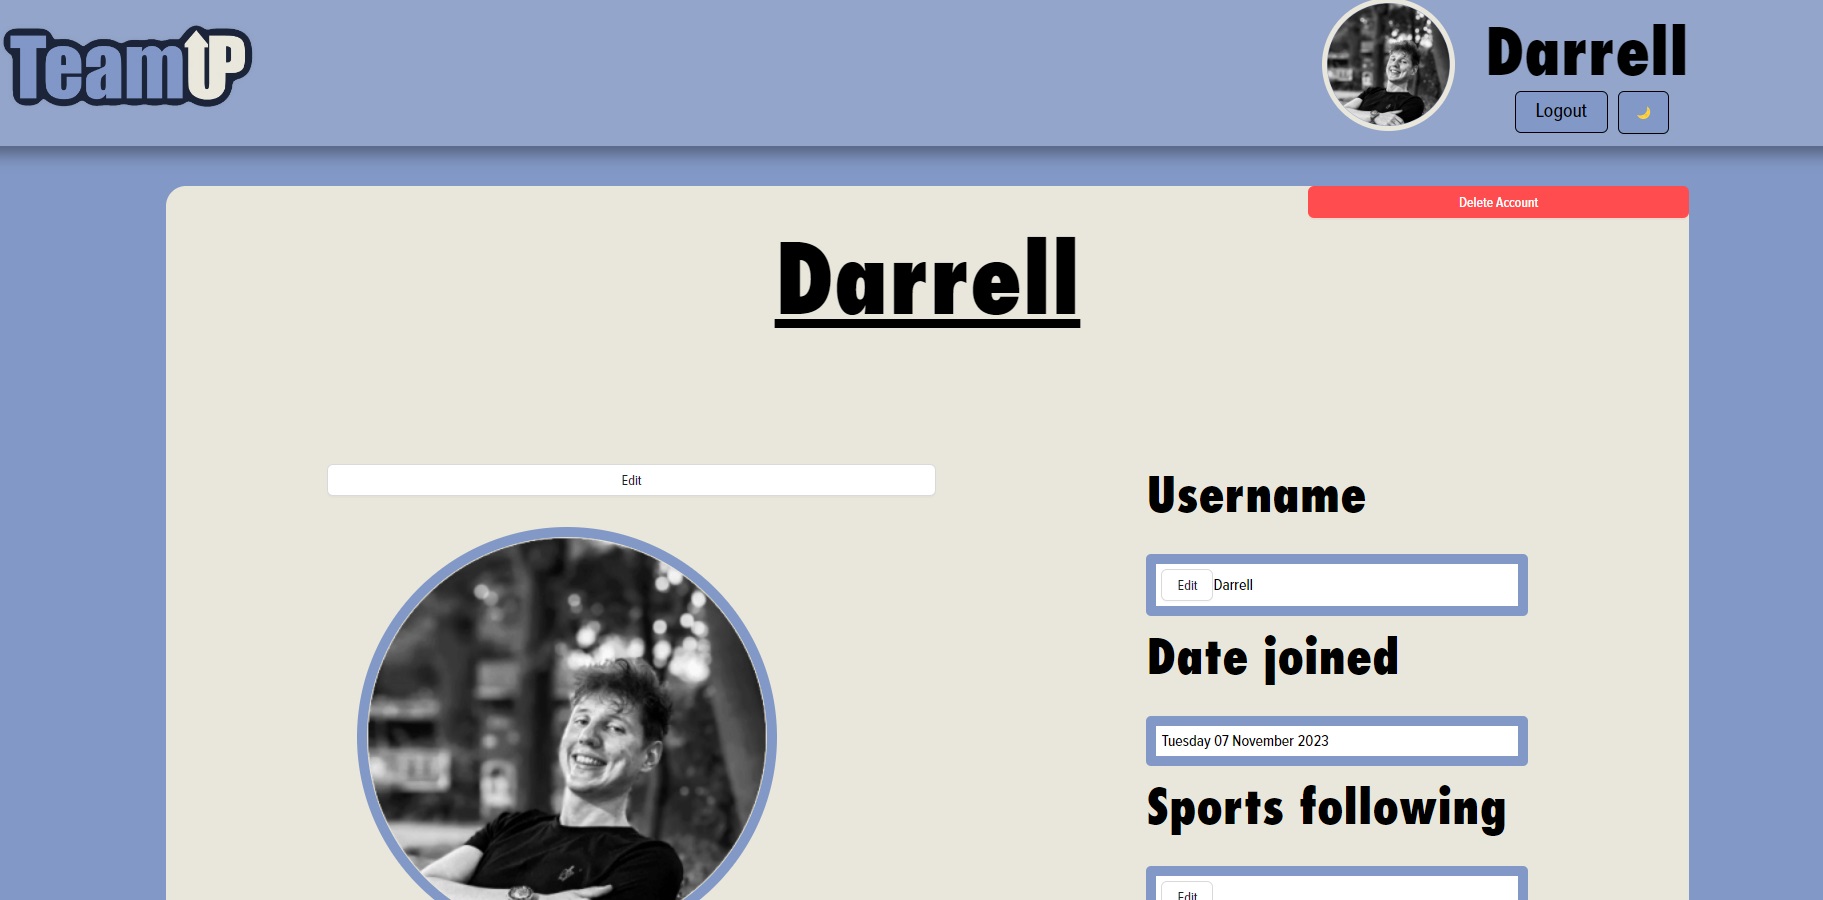 TeamUP
Darrell
Logout
Delete Account
Darrell
Edit
Username
Edit Darrell
Date joined
Tuesday 07 November 2023
Sports following
Edit